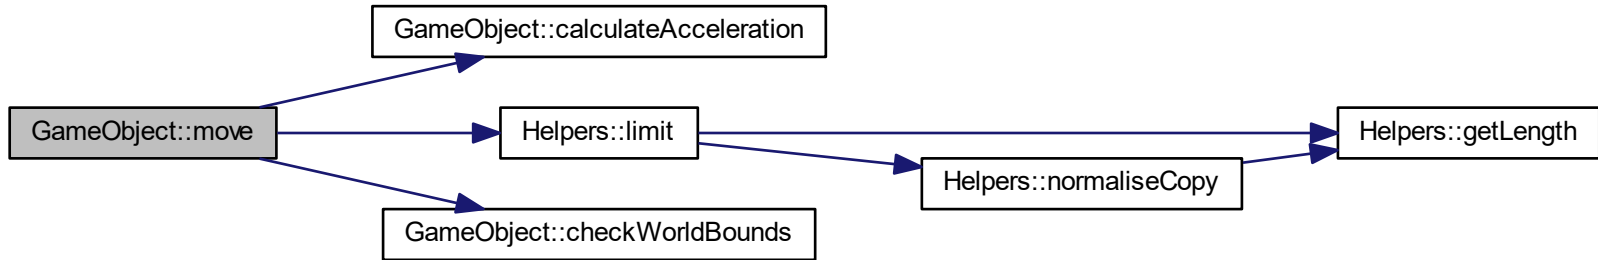 GameObject::calculateAcceleration
GameObject::move
Helpers::limit
Helpers::getLength
Helpers::normaliseCopy
GameObject::checkWorldBounds